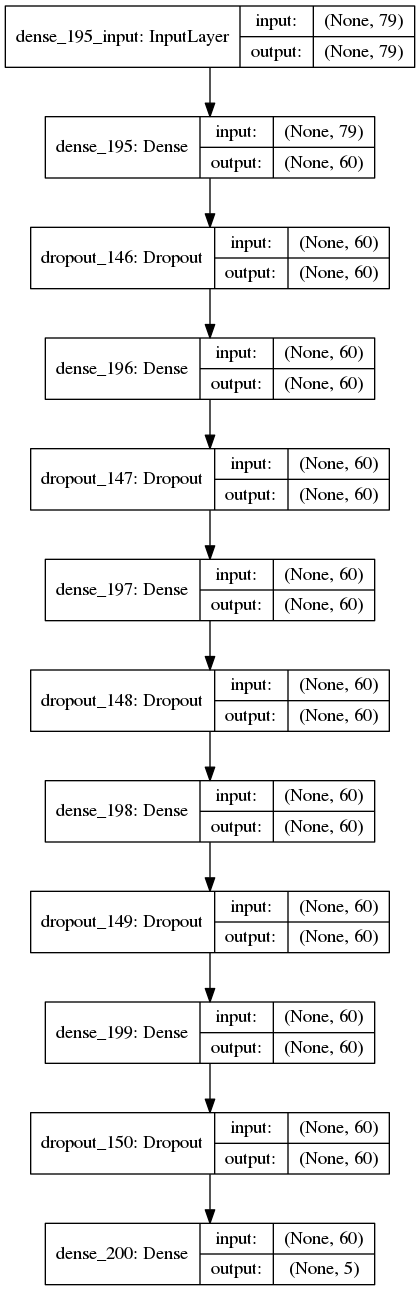 dense_195_input: InputLayer input: (None, 79)
output: (None, 79)
dense_195: Dense input: (None, 79)
output: (None, 60)
dropout_146: Dropout input: (None, 60)
output: (None, 60)
dense_196: Dense input: (None, 60)
output: (None, 60)
dropout_147: Dropout input: (None, 60)
output: (None, 60)
dense_197: Dense input: (None, 60)
output: (None, 60)
dropout_148: Dropout input: (None, 60)
output: (None, 60)
dense_198: Dense input: (None, 60)
output: (None, 60)
dropout_149: Dropout input: (None, 60)
output: (None, 60)
dense_199: Dense input: (None, 60)
output: (None, 60)
dropout_150: Dropout input: (None, 60)
output: (None, 60)
dense_200: Dense input: (None, 60)
output: (None, 5)